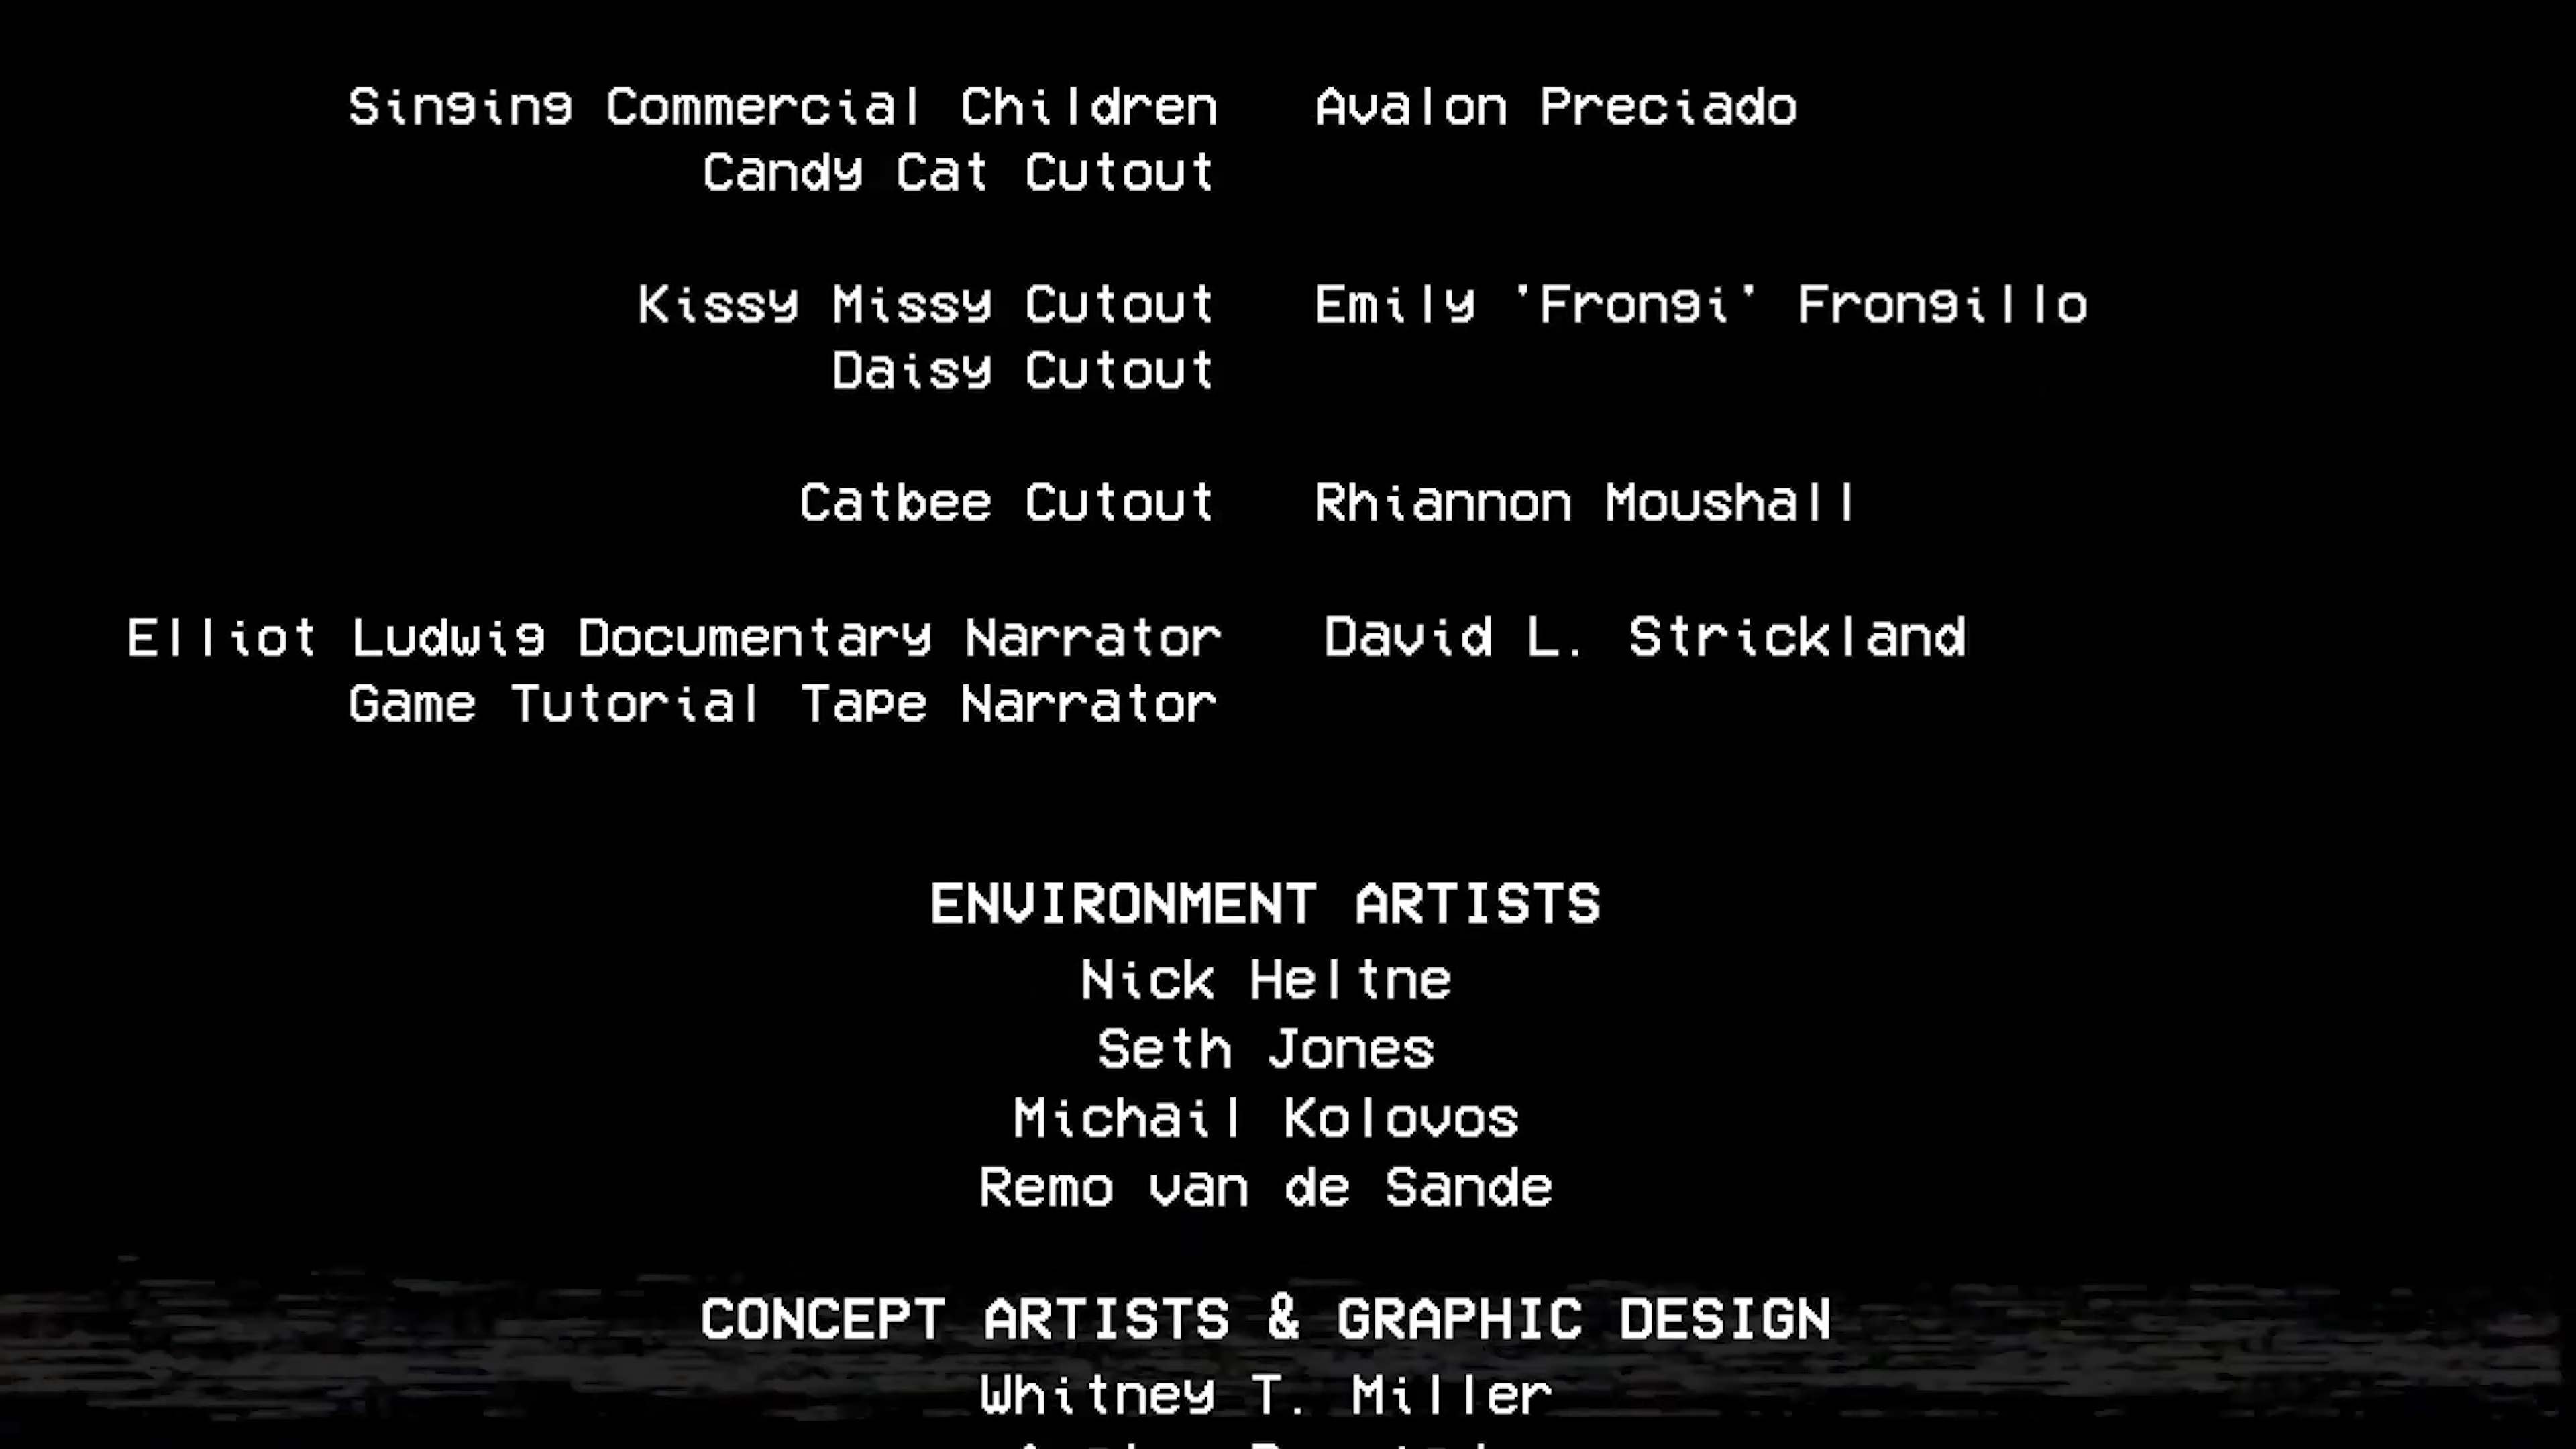 Singing Commercial Children Avalon Preciado
Candy Cat Cutout
Kissy Missy Cutout Emily 'Frongi' Frongillo
Daisy Cutout
Catbee Cutout Rhiannon Moushall
Elliot Ludwig Documentary Narrator David L. Strickland
Game Tutorial Tape Narrator
ENVIRONMENT ARTISTS
Nick Heltne
Seth Jones
Michail Kolovos
Remo van de Sande
CONCEPT ARTISTS & GRAPHIC DESIGN
Whitney T. Miller